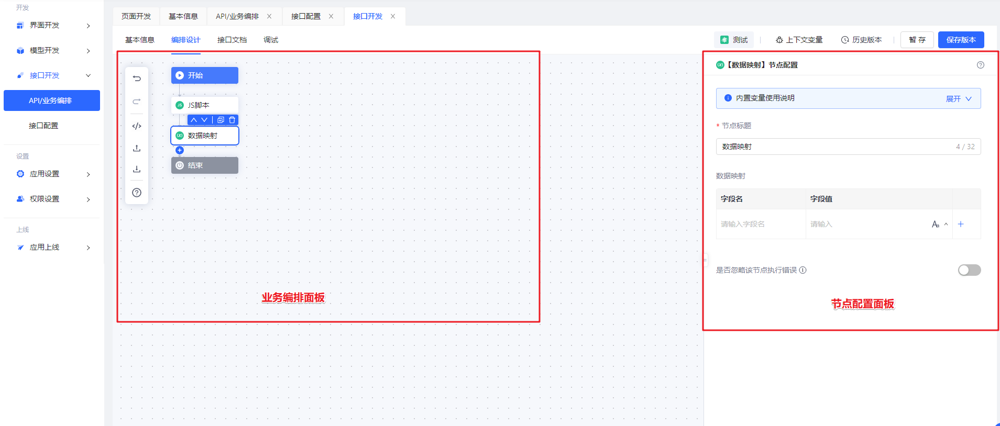 开发
界面开发
模型开发
接口开发
API/业务编排
接口配置
设置
应用设置
权限设置
上线
应用上线
页面开发 基本信息 API/业务编排 接口配置 接口开发
基本信息 编排设计 接口文档 调试
测试 上下文变量 历史版本 暂 存 保存版本
开始
JS脚本
数据映射
结束
业务编排面板
【数据映射】节点配置
内置变量使用说明 展开
* 节点标题
数据映射 4 / 32
数据映射
字段名 字段值
请输入字段名 请输入
是否忽略该节点执行错误
节点配置面板